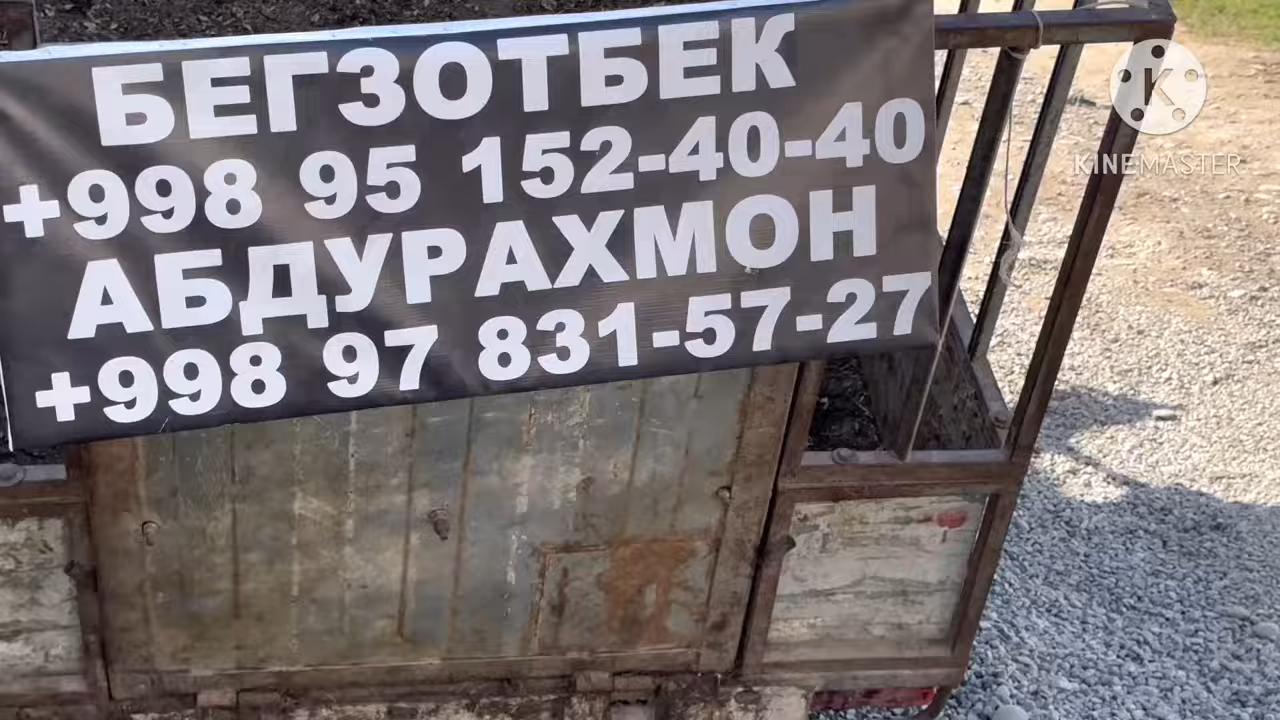 БЕГЗОТБЕК
+998 95 152-40-40
АБДУРАХМОН
+998 97 831-57-27
K
KINEMASTER